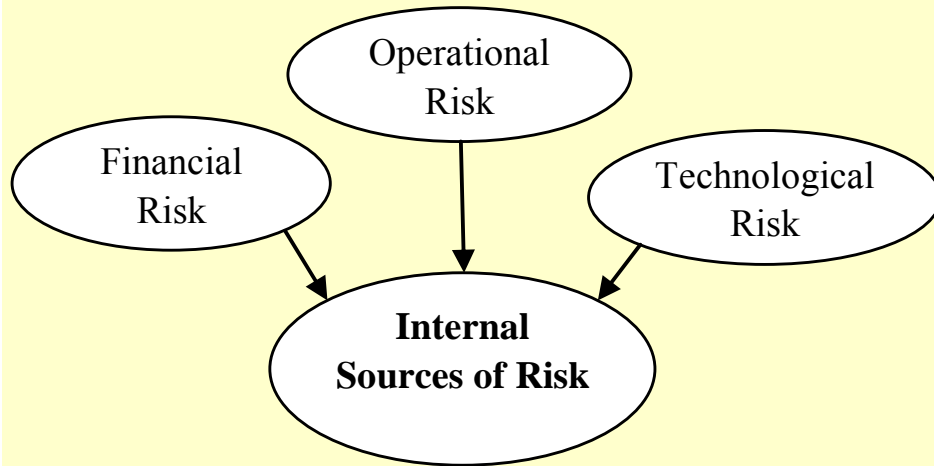 Operational
Risk
Financial
Risk
Technological
Risk
Internal
Sources of Risk